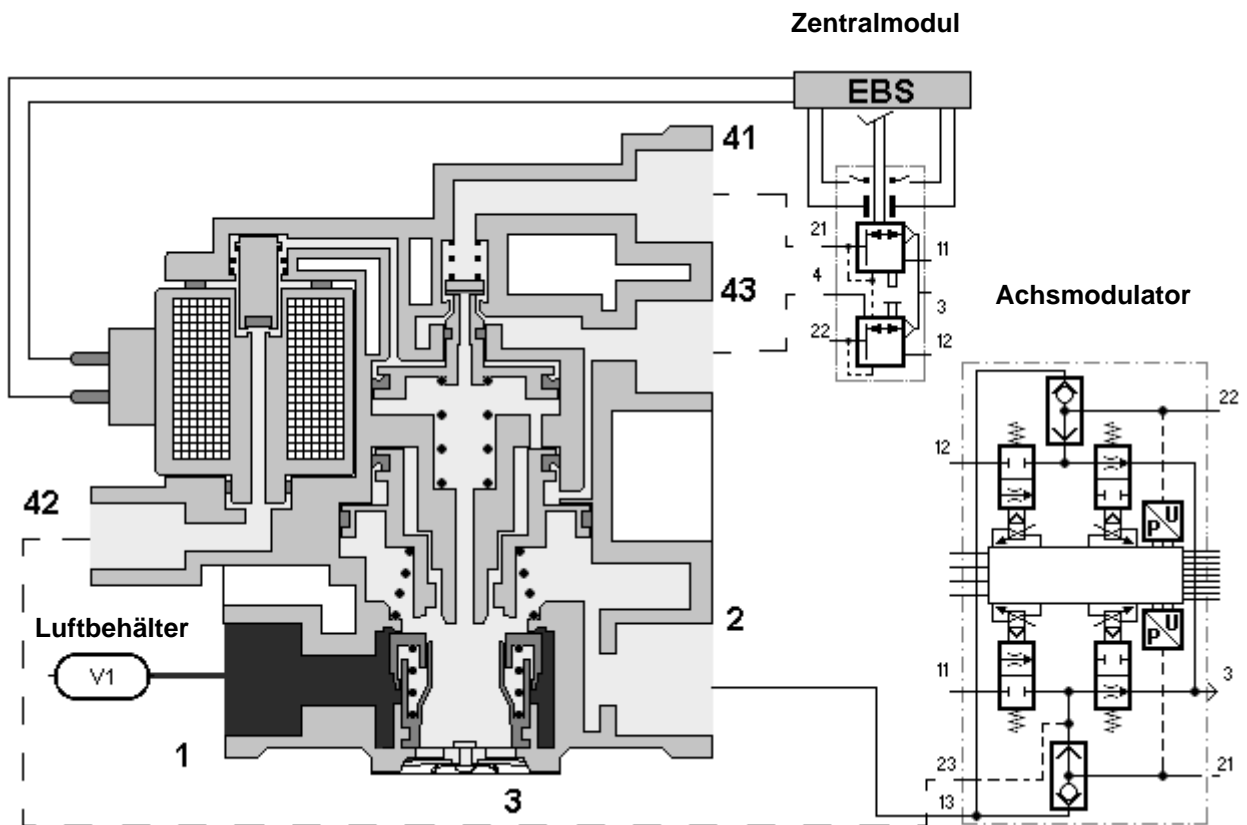 Zentralmodul
EBS
41
21
11
4
43
3
Achsmodulator
22
12
22
12
42
U
P
2
Luftbehälter
V1
U
P
11
3
1
23
21
3
13